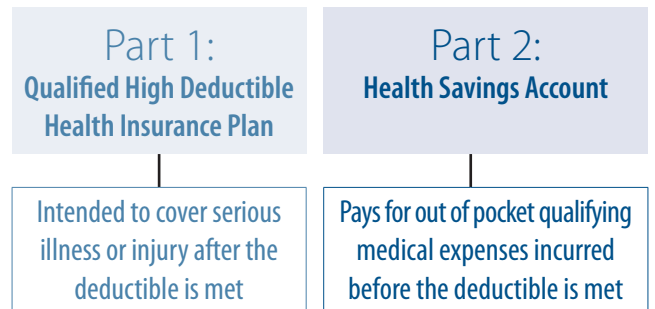 Part 1:
Qualified High Deductible
Health Insurance Plan
Intended to cover serious
illness or injury after the
deductible is met
Part 2:
Health Savings Account
Pays for out of pocket qualifying
medical expenses incurred
before the deductible is met